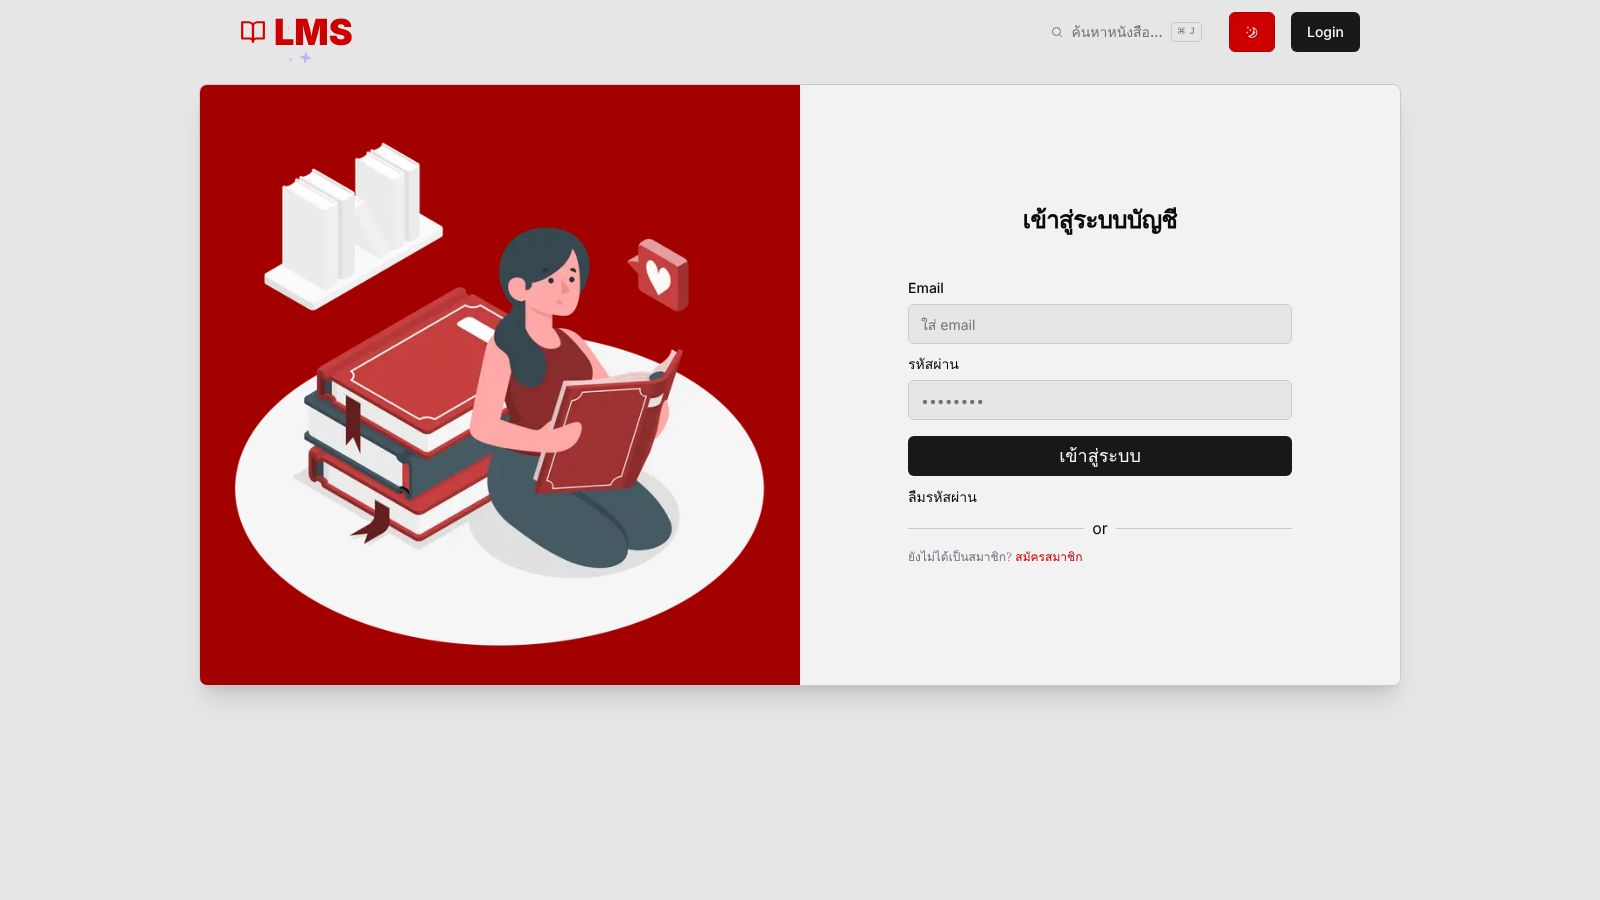 LMS
ค้นหาหนังสือ...
⌘ J
Login
เข้าสู่ระบบบัญชี
Email
ใส่ email
รหัสผ่าน
••••••••
เข้าสู่ระบบ
ลืมรหัสผ่าน
or
ยังไม่ได้เป็นสมาชิก? สมัครสมาชิก